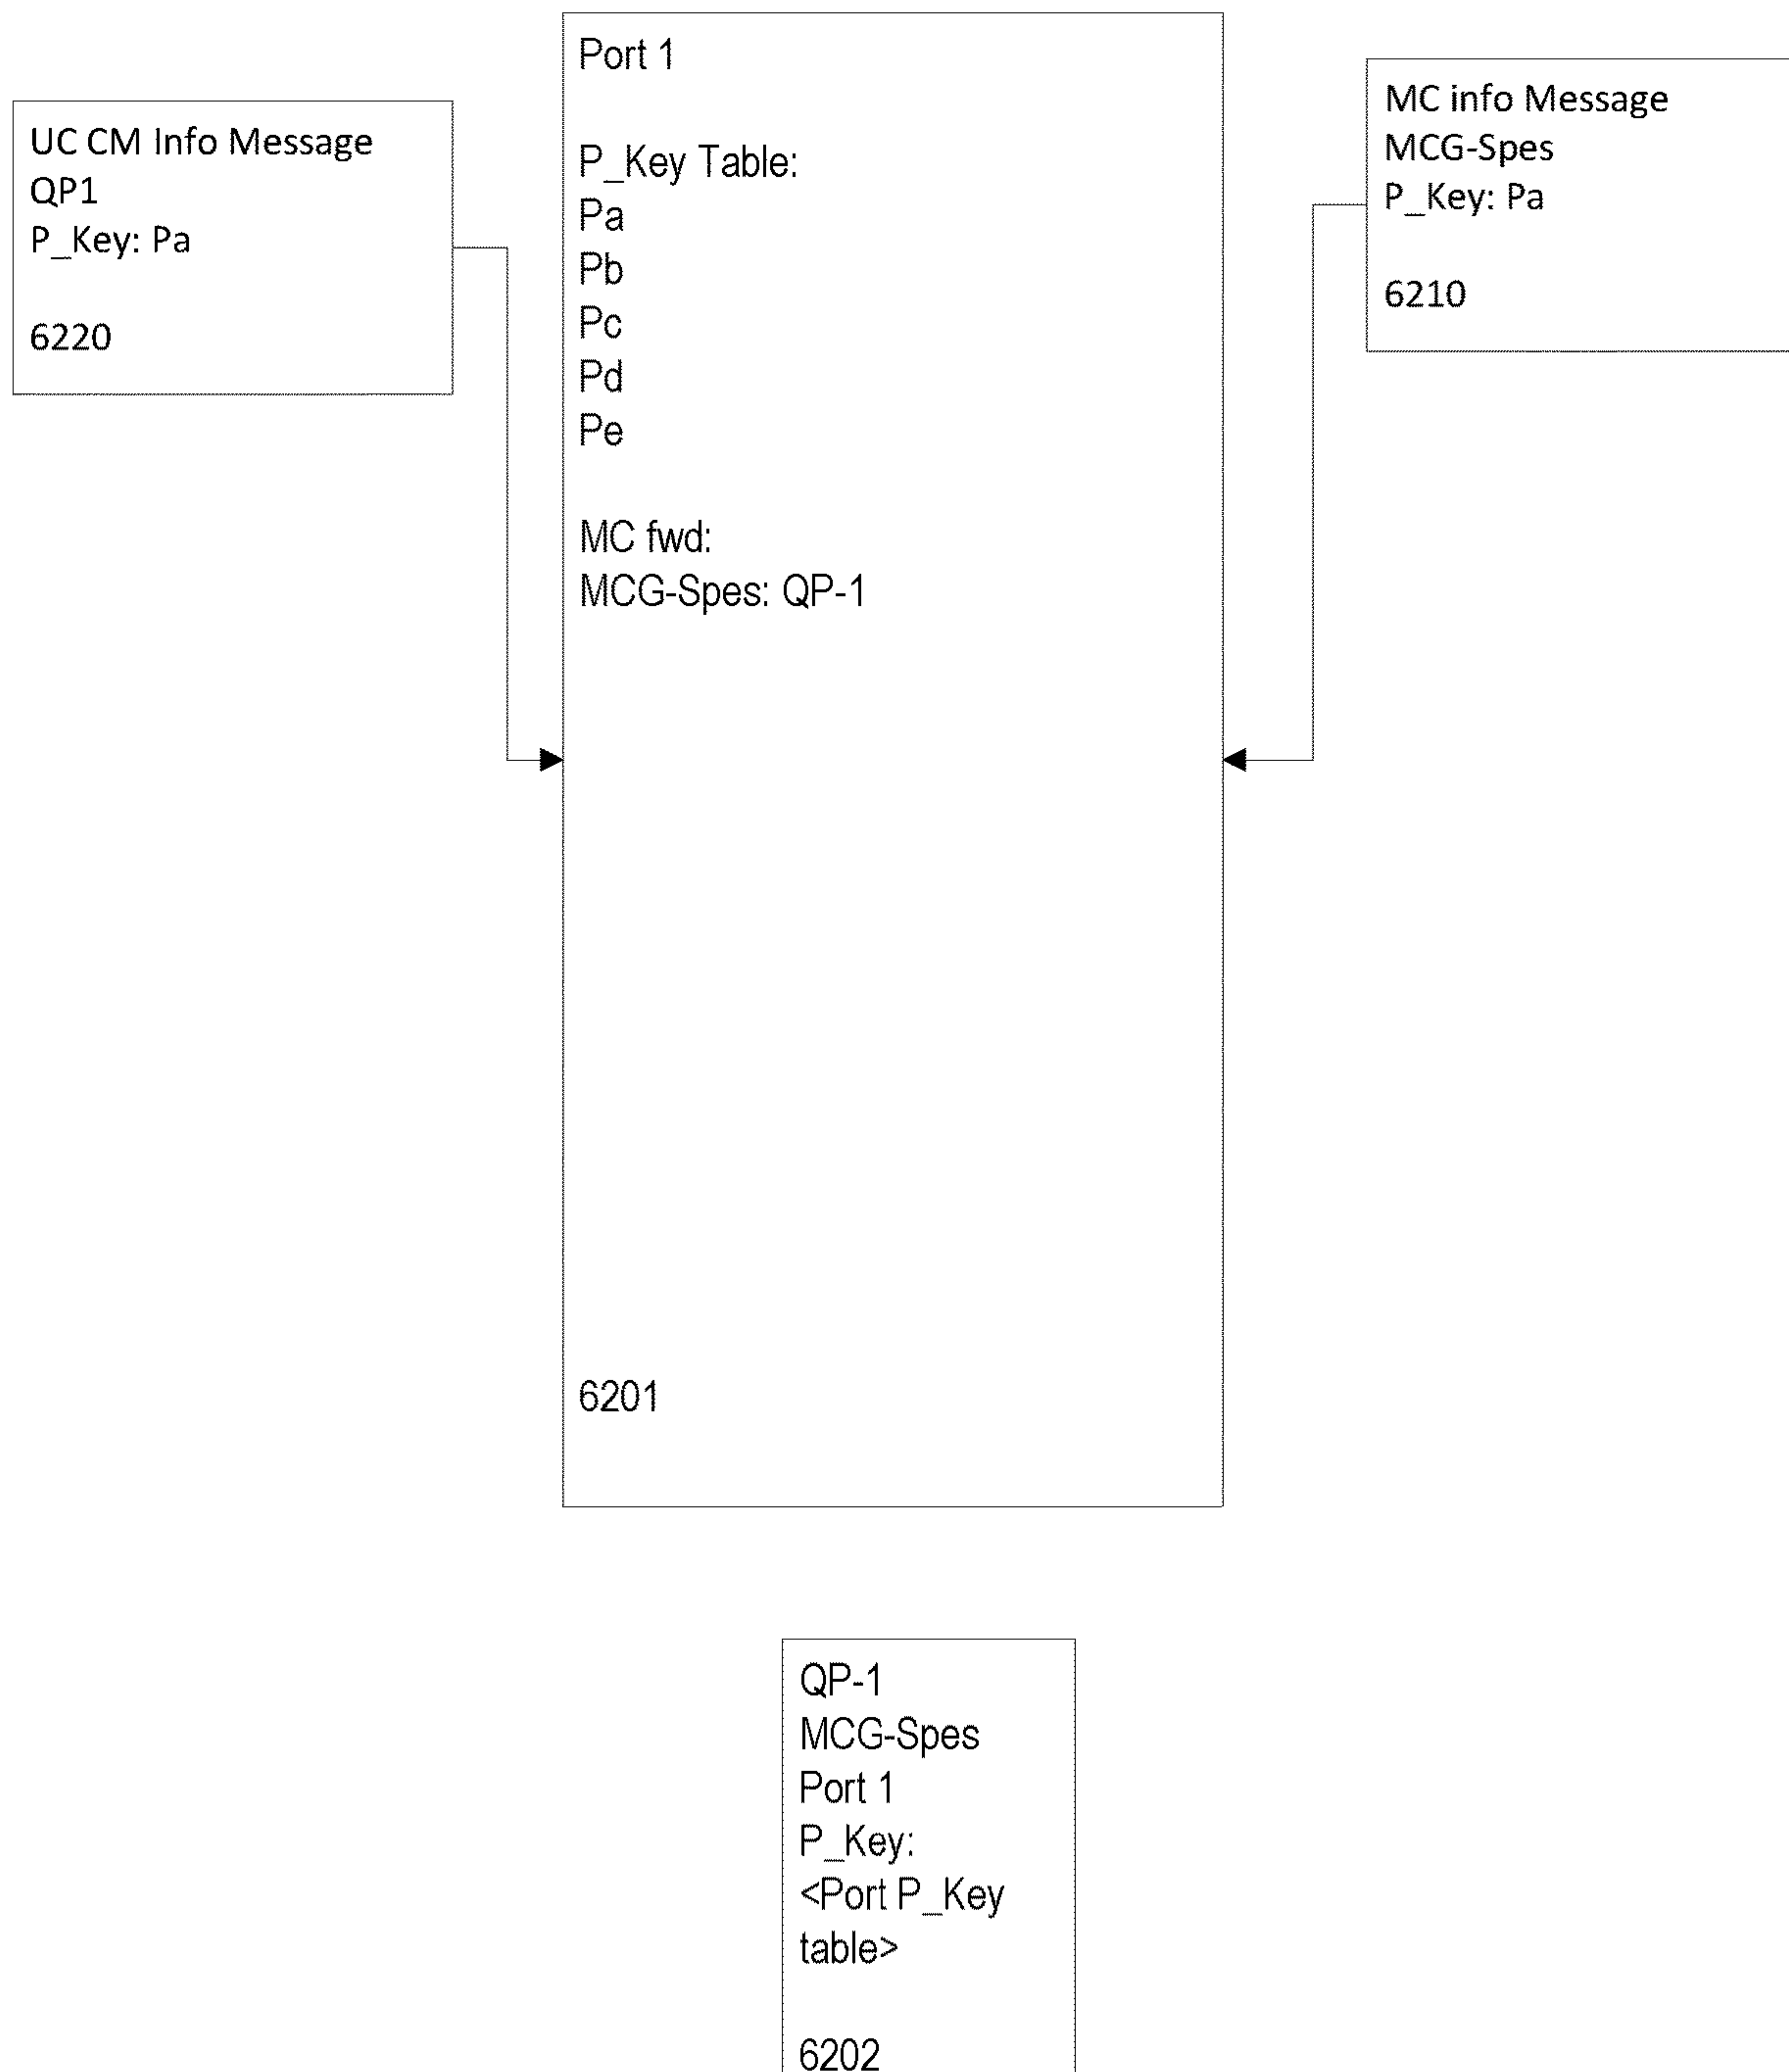 UC CM Info Message
QP1
P_Key: Pa
6220
Port 1
P_Key Table:
Pa
Pb
Pc
Pd
Pe
MC fwd:
MCG-Spes: QP-1
6201
MC info Message
MCG-Spes
P_Key: Pa
6210
QP-1
MCG-Spes
Port 1
P_Key:
<Port P_Key
table>
6202